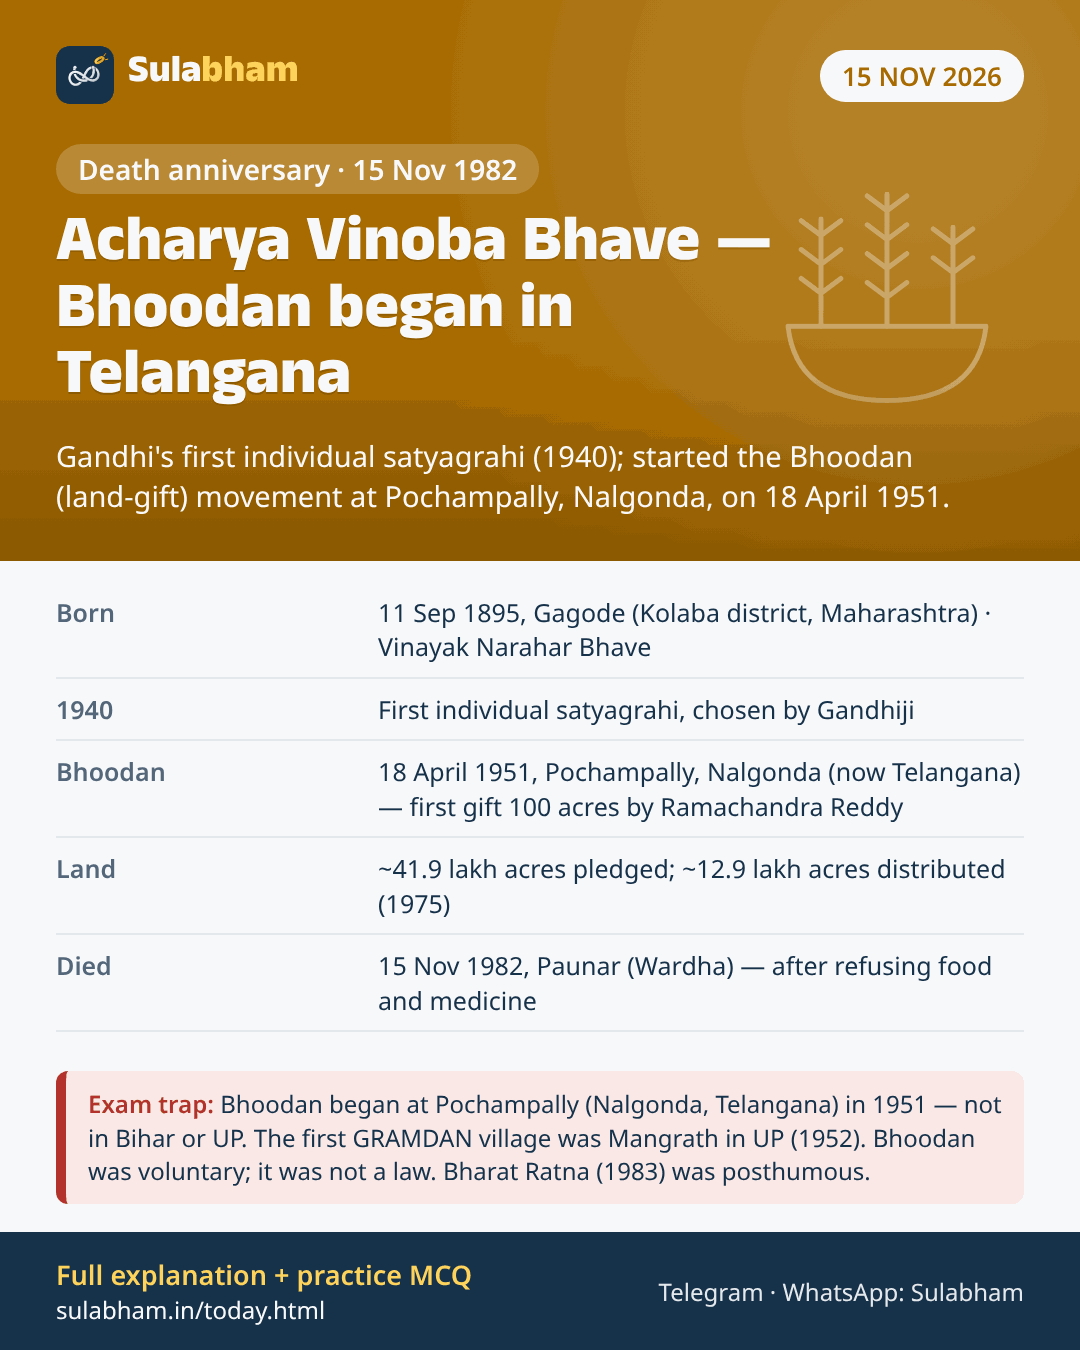 Sulabham
15 NOV 2026
Death anniversary · 15 Nov 1982
Acharya Vinoba Bhave —
Bhoodan began in
Telangana
Gandhi's first individual satyagrahi (1940); started the Bhoodan
(land-gift) movement at Pochampally, Nalgonda, on 18 April 1951.
Born
11 Sep 1895, Gagode (Kolaba district, Maharashtra) ·
Vinayak Narahar Bhave
1940
First individual satyagrahi, chosen by Gandhiji
Bhoodan
18 April 1951, Pochampally, Nalgonda (now Telangana)
— first gift 100 acres by Ramachandra Reddy
Land
~41.9 lakh acres pledged; ~12.9 lakh acres distributed
(1975)
Died
15 Nov 1982, Paunar (Wardha) — after refusing food
and medicine
Exam trap: Bhoodan began at Pochampally (Nalgonda, Telangana) in 1951 — not
in Bihar or UP. The first GRAMDAN village was Mangrath in UP (1952). Bhoodan
was voluntary; it was not a law. Bharat Ratna (1983) was posthumous.
Full explanation + practice MCQ
sulabham.in/today.html
Telegram · WhatsApp: Sulabham